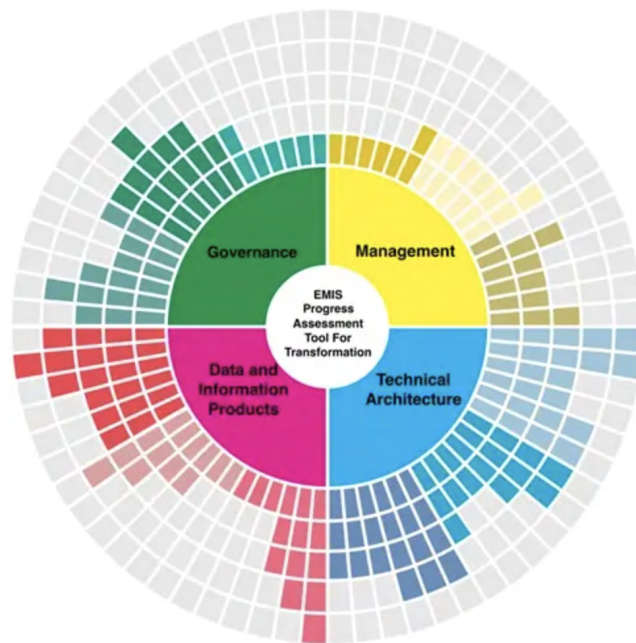 Governance
Management
EMIS
Progress
Assessment
Tool For
Transformation
Data and
Information
Products
Technical
Architecture